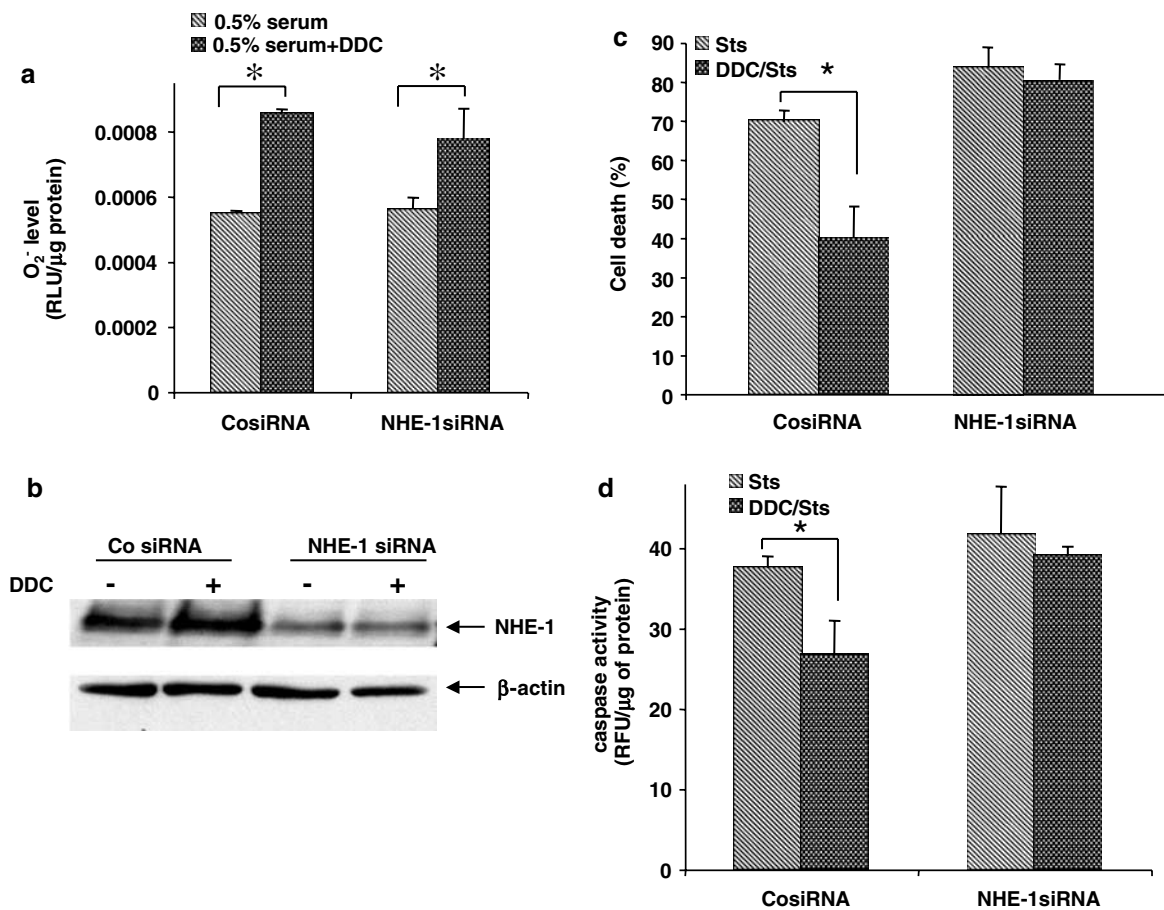 a
0.5% serum
0.5% serum+DDC
*
*
O2- level
(RLU/μg protein)
0.0008
0.0006
0.0004
0.0002
0
CosiRNA
NHE-1siRNA
b
Co siRNA
NHE-1 siRNA
DDC
-
+
-
+
NHE-1
β-actin
c
Sts
DDC/Sts
*
Cell death (%)
90
80
70
60
50
40
30
20
10
0
CosiRNA
NHE-1siRNA
d
Sts
DDC/Sts
*
caspase activity
(RFU/μg of protein)
40
30
20
10
0
CosiRNA
NHE-1siRNA